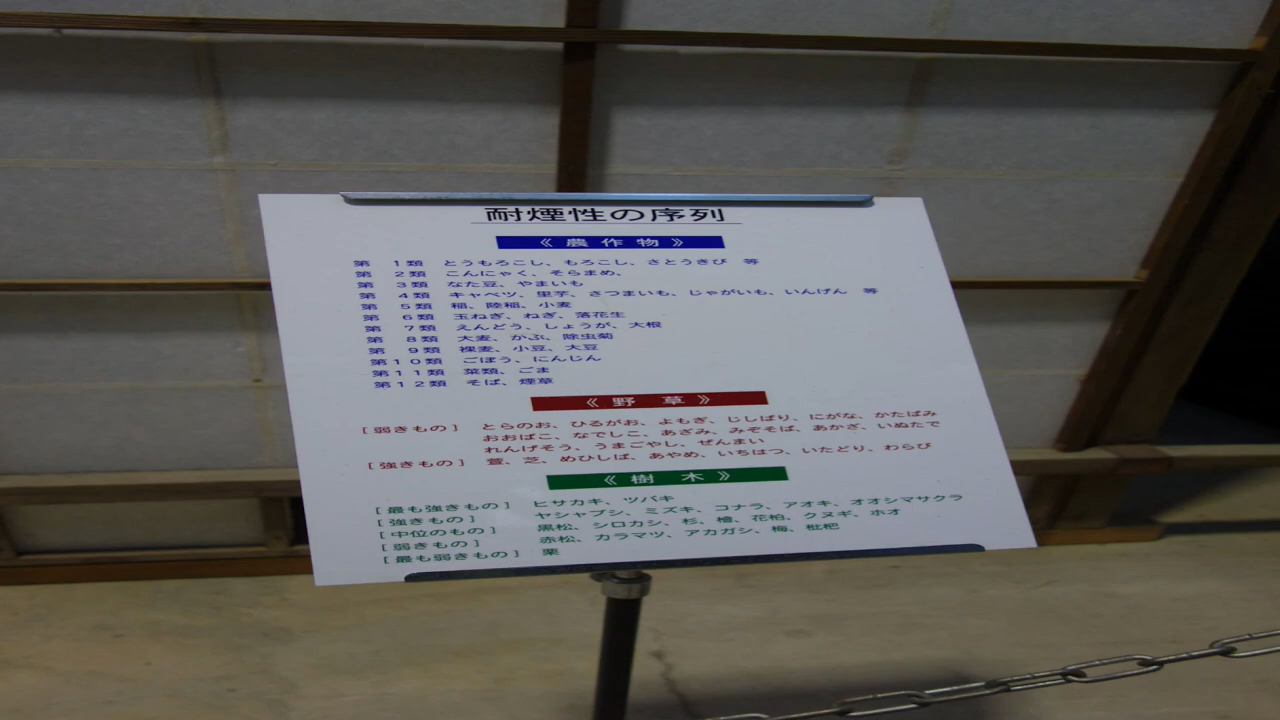 耐煙性の序列
《 農 作 物 》
第 1類 とうもろこし、もろこし、さとうきび 等
第 2類 こんにゃく、そらまめ、
第 3類 なた豆、やまいも
第 4類 キャベツ、里芋、さつまいも、じゃがいも、いんげん 等
第 5類 稲、陸稲、小麦
第 6類 玉ねぎ、ねぎ、落花生
第 7類 えんどう、しょうが、大根
第 8類 大麦、かぶ、除虫菊
第 9類 裸麦、小豆、大豆
第10類 ごぼう、にんじん
第11類 菜類、ごま
第12類 そば、煙草
《 野 草 》
[弱きもの] とらのお、ひるがお、よもぎ、じしばり、にがな、かたばみ
おおばこ、なでしこ、あざみ、みぞそば、あかざ、いぬたで
れんげそう、うまごやし、ぜんまい
[強きもの] 萱、芝、めひしば、あやめ、いちはつ、いたどり、わらび
《 樹 木 》
[最も強きもの] ヒサカキ、ツバキ
[強きもの] ヤシャブシ、ミズキ、コナラ、アオキ、オオシマサクラ
[中位のもの] 黒松、シロカシ、杉、檜、花柏、クヌギ、ホオ
[弱きもの] 赤松、カラマツ、アカガシ、梅、枇杷
[最も弱きもの] 栗